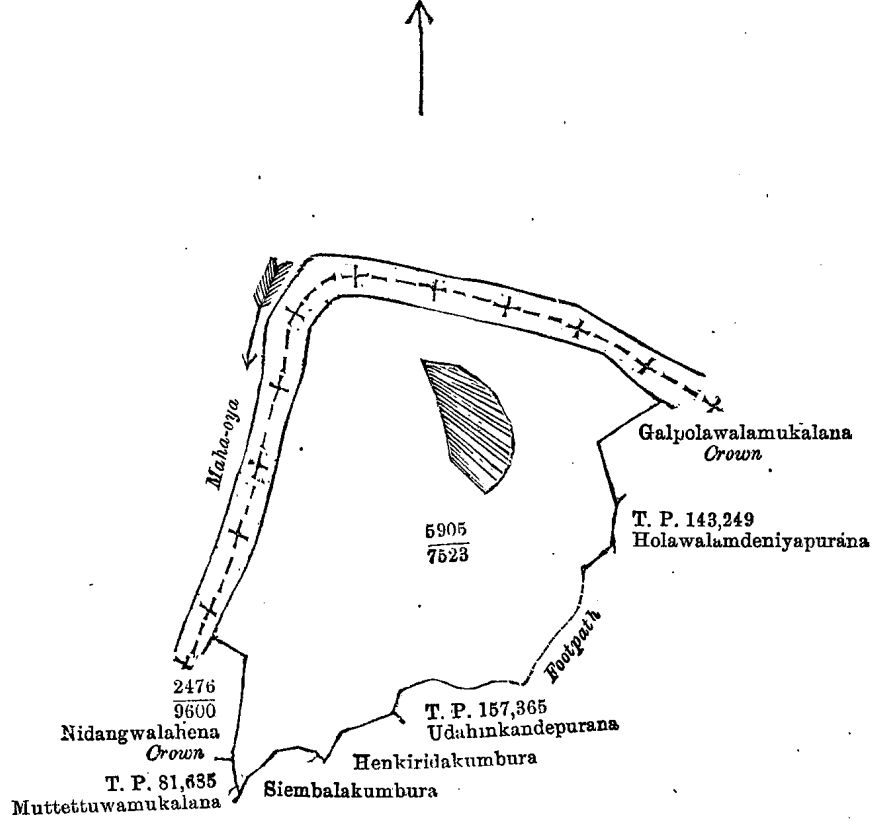 Maha-oya
Galpolawalamukalana
Crown
T. P. 143,249
Holawalamdeniyapurána
5905
7523
Footpath
2476
9600
Nidangwalahena
Crown
T. P. 81,635
Muttettuwamukalana
T. P. 157,365
Udahinkandepurana
Henkiridakumbura
Siembalakumbura